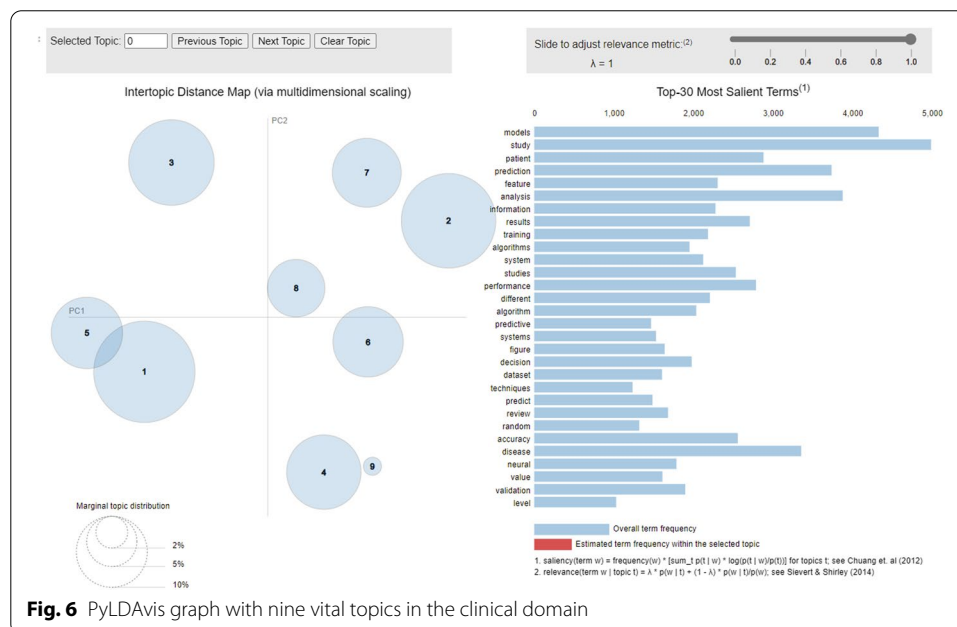 Selected Topic: 0 Previous Topic Next Topic Clear Topic
Slide to adjust relevance metric:(2)
λ = 1
0.0 0.2 0.4 0.6 0.8 1.0
Intertopic Distance Map (via multidimensional scaling)
PC2
PC1
3
7
2
8
5
6
1
4
9
Marginal topic distribution
2%
5%
10%
Top-30 Most Salient Terms(1)
0 1,000 2,000 3,000 4,000 5,000
models
study
patient
prediction
feature
analysis
information
results
training
algorithms
system
studies
performance
different
algorithm
predictive
systems
figure
decision
dataset
techniques
predict
review
random
accuracy
disease
neural
value
validation
level
Overall term frequency
Estimated term frequency within the selected topic
1. saliency(term w) = frequency(w) * [sum_t p(t | w) * log(p(t | w)/p(t))] for topics t; see Chuang et. al (2012)
2. relevance(term w | topic t) = λ * p(w | t) + (1 - λ) * p(w | t)/p(w); see Sievert & Shirley (2014)
Fig. 6 PyLDAvis graph with nine vital topics in the clinical domain